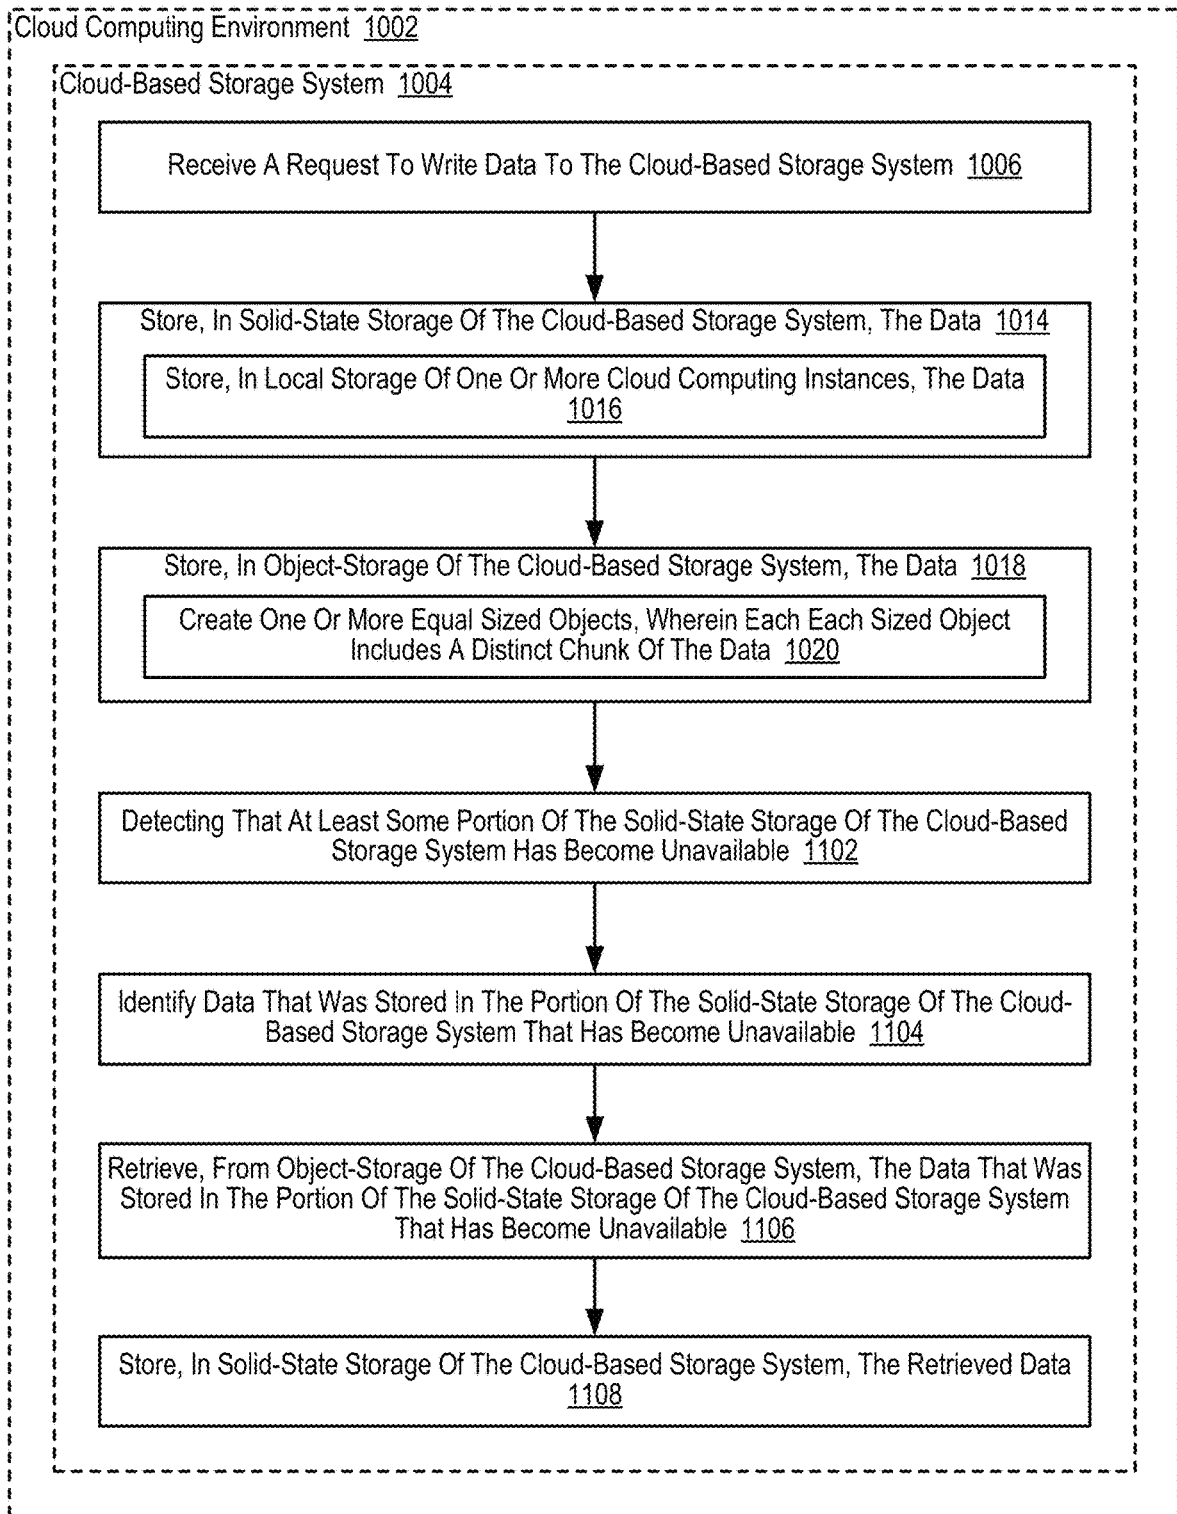 Cloud Computing Environment 1002
Cloud-Based Storage System 1004
Receive A Request To Write Data To The Cloud-Based Storage System 1006
Store, In Solid-State Storage Of The Cloud-Based Storage System, The Data 1014
Store, In Local Storage Of One Or More Cloud Computing Instances, The Data
1016
Store, In Object-Storage Of The Cloud-Based Storage System, The Data 1018
Create One Or More Equal Sized Objects, Wherein Each Each Sized Object
Includes A Distinct Chunk Of The Data 1020
Detecting That At Least Some Portion Of The Solid-State Storage Of The Cloud-Based
Storage System Has Become Unavailable 1102
Identify Data That Was Stored In The Portion Of The Solid-State Storage Of The Cloud-
Based Storage System That Has Become Unavailable 1104
Retrieve, From Object-Storage Of The Cloud-Based Storage System, The Data That Was
Stored In The Portion Of The Solid-State Storage Of The Cloud-Based Storage System
That Has Become Unavailable 1106
Store, In Solid-State Storage Of The Cloud-Based Storage System, The Retrieved Data
1108